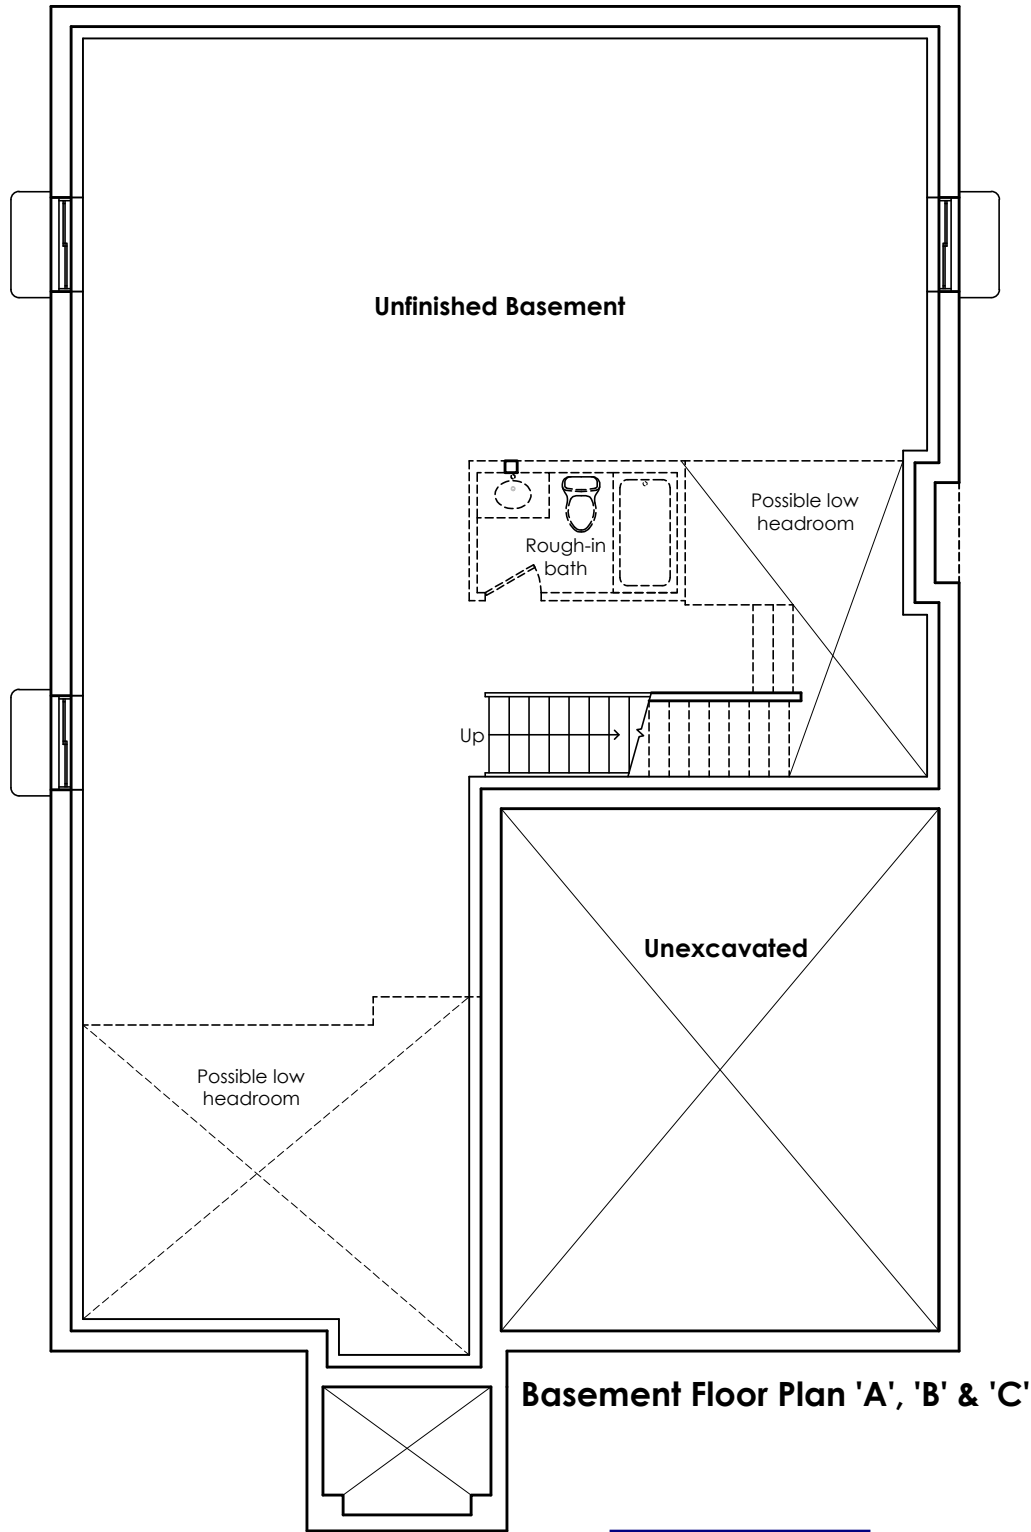 Unfinished Basement
Possible low
headroom
Rough-in
bath
Up
Unexcavated
Possible low
headroom
Basement Floor Plan 'A', 'B' & 'C'